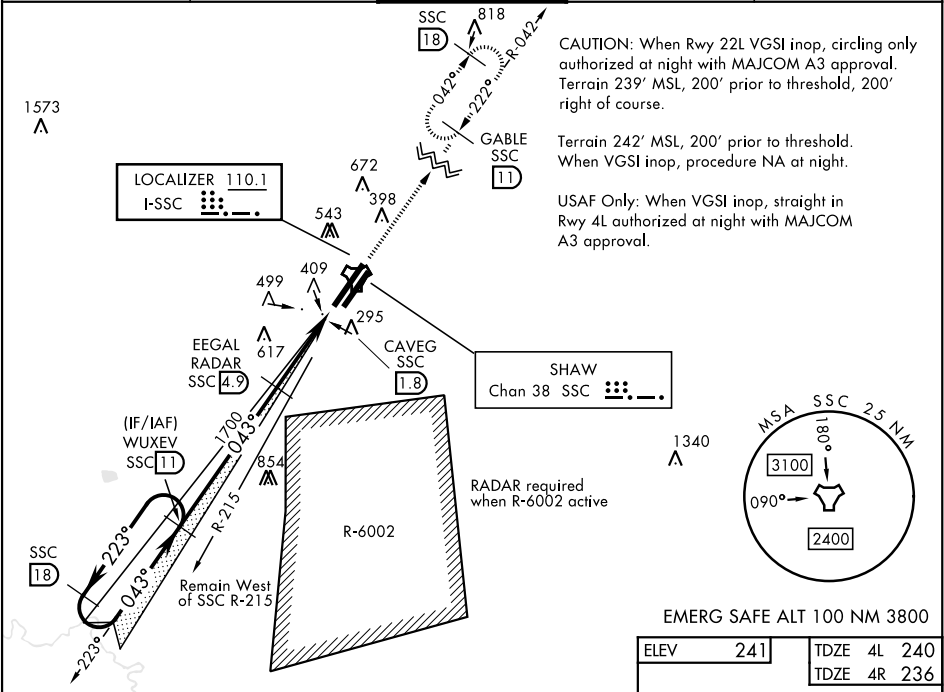 SSC
18
818
R-042
042°
222°
GABLE
SSC
11
CAUTION: When Rwy 22L VGSI inop, circling only
authorized at night with MAJCOM A3 approval.
Terrain 239' MSL, 200' prior to threshold, 200'
right of course.
Terrain 242' MSL, 200' prior to threshold.
When VGSI inop, procedure NA at night.
USAF Only: When VGSI inop, straight in
Rwy 4L authorized at night with MAJCOM
A3 approval.
1573
LOCALIZER 110.1
I-SSC
672
398
543
409
499
295
617
EEGAL
RADAR
SSC 4.9
CAVEG
SSC
1.8
SHAW
Chan 38 SSC
(IF/IAF)
WUXEV
SSC 11
1700
043°
R-215
854
R-6002
RADAR required
when R-6002 active
1340
MSA SSC 25 NM
180°
3100
090°
2400
SSC
18
223°
043°
223°
Remain West
of SSC R-215
EMERG SAFE ALT 100 NM 3800
ELEV 241
TDZE 4L 240
TDZE 4R 236